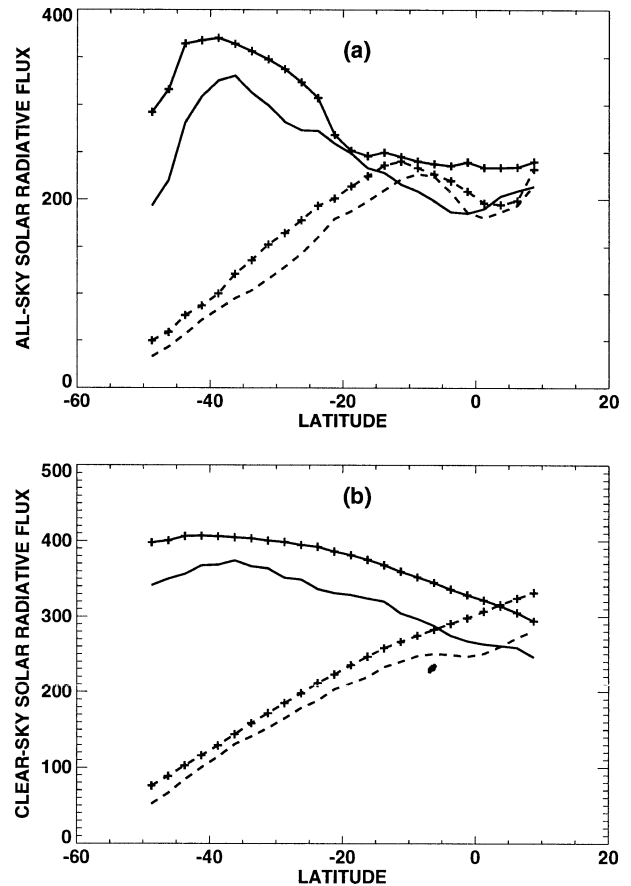 400
(a)
ALL-SKY SOLAR RADIATIVE FLUX
200
0
-60 -40 -20 0 20
LATITUDE
500
(b)
400
CLEAR-SKY SOLAR RADIATIVE FLUX
300
200
100
0
-60 -40 -20 0 20
LATITUDE